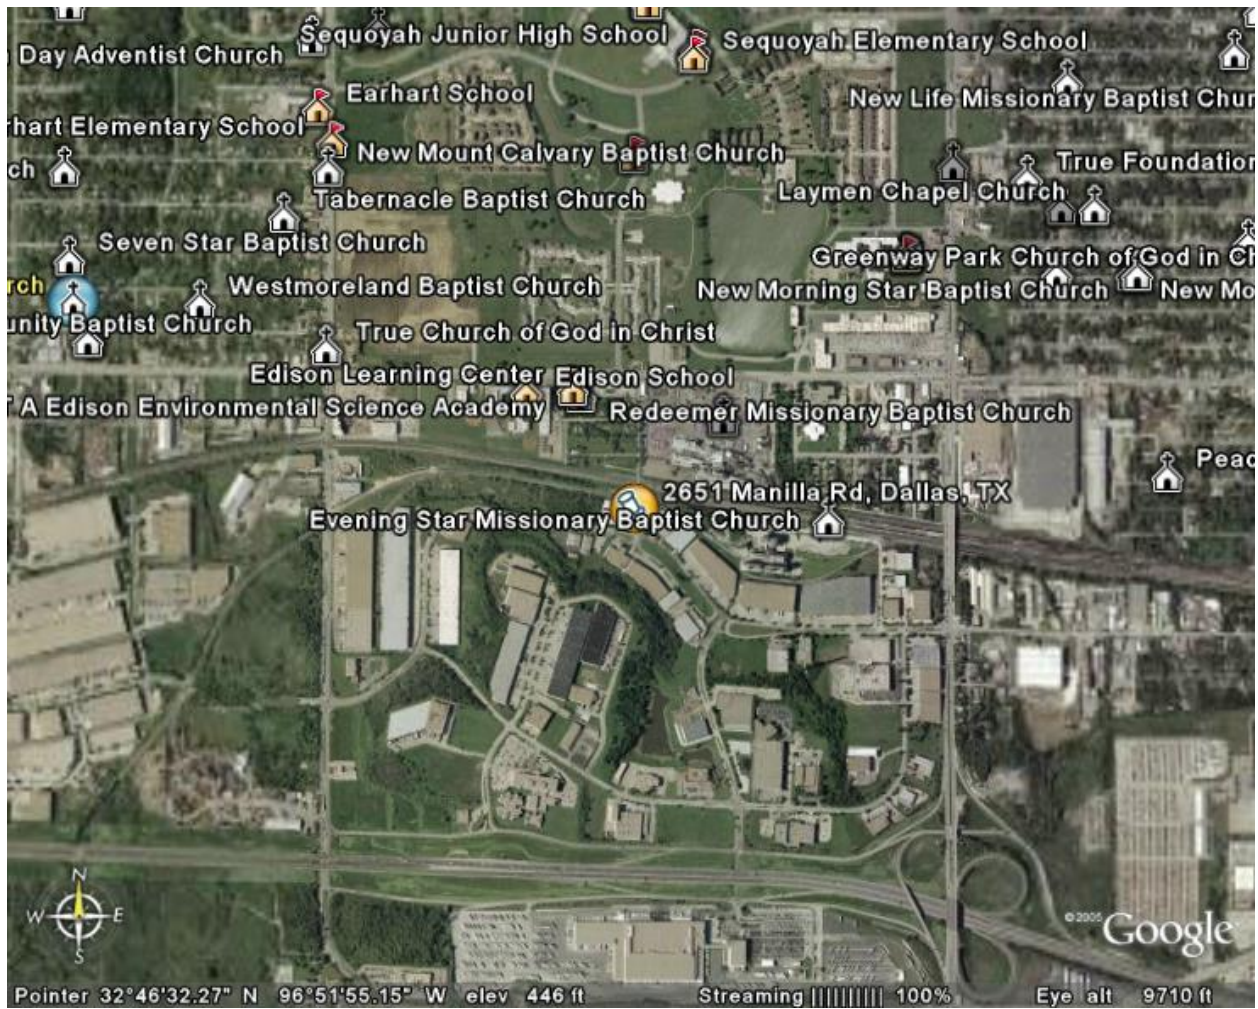 Sequoyah Junior High School
Sequoyah Elementary School
Day Adventist Church
Earhart School
New Life Missionary Baptist Chur
rhart Elementary School
New Mount Calvary Baptist Church
ch
True Foundation
Laymen Chapel Church
Tabernacle Baptist Church
Seven Star Baptist Church
Greenway Park Church of God in Ch
rch
Westmoreland Baptist Church
New Morning Star Baptist Church
New Mo
unity Baptist Church
True Church of God in Christ
Edison Learning Center
Edison School
T A Edison Environmental Science Academy
Redeemer Missionary Baptist Church
Peac
2651 Manilla Rd, Dallas, TX
Evening Star Missionary Baptist Church
N
W
E
S
©2005 Google
Pointer 32°46'32.27" N 96°51'55.15" W elev 446 ft
Streaming |||||||||| 100%
Eye alt 9710 ft